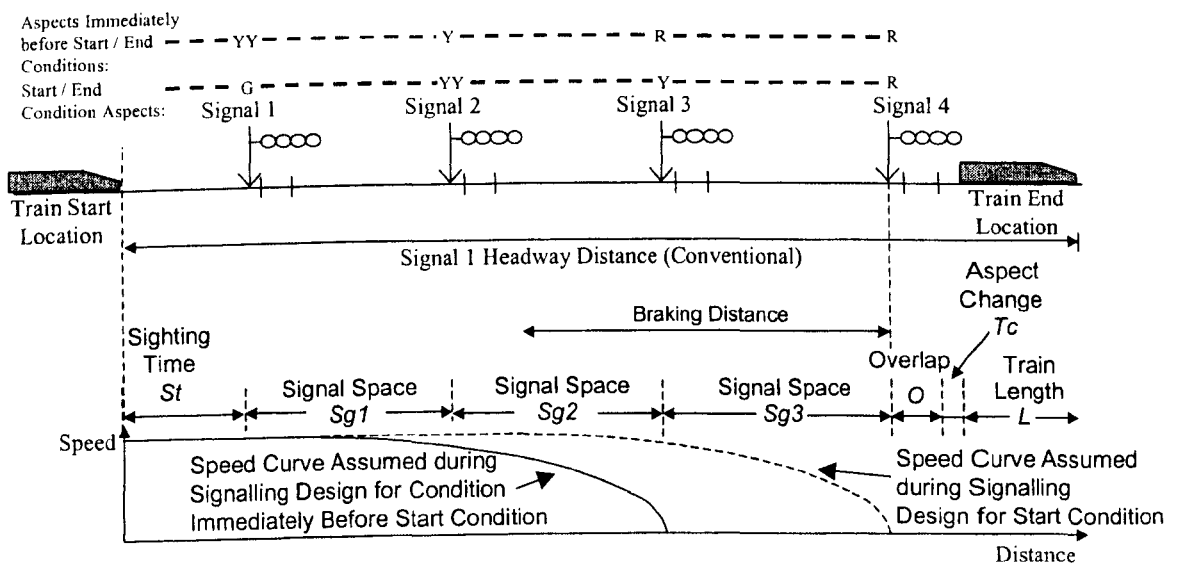 Aspects Immediately
before Start / End
YY Y R R
Conditions:
Start / End
G YY Y R
Condition Aspects:
Signal 1 Signal 2 Signal 3 Signal 4
Train Start
Location
Train End
Location
Signal 1 Headway Distance (Conventional)
Aspect
Change
Tc
Braking Distance
Sighting
Time
St
Signal Space
Sg1
Signal Space
Sg2
Signal Space
Sg3
Overlap
O
Train
Length
L
Speed
Speed Curve Assumed during
Signalling Design for Condition
Immediately Before Start Condition
Speed Curve Assumed
during Signalling
Design for Start Condition
Distance